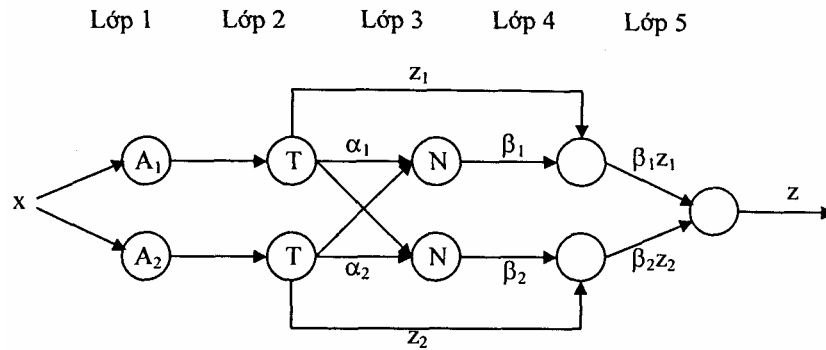 Lớp 1 Lớp 2 Lớp 3 Lớp 4 Lớp 5
z₁
A₁ T α₁ N β₁ β₁z₁
x z
A₂ T α₂ N β₂ β₂z₂
z₂